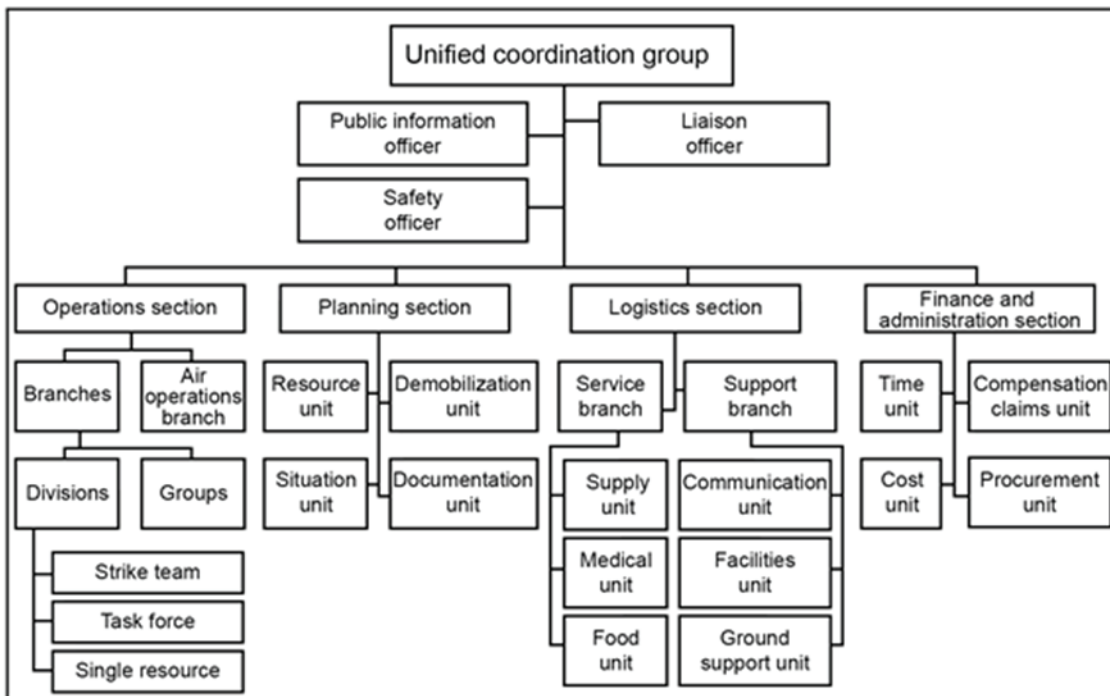 Unified coordination group
Public information
officer
Liaison
officer
Safety
officer
Operations section
Planning section
Logistics section
Finance and
administration section
Branches
Air
operations
branch
Resource
unit
Demobilization
unit
Service
branch
Support
branch
Time
unit
Compensation
claims unit
Divisions
Groups
Situation
unit
Documentation
unit
Supply
unit
Communication
unit
Cost
unit
Procurement
unit
Strike team
Task force
Single resource
Medical
unit
Facilities
unit
Food
unit
Ground
support unit